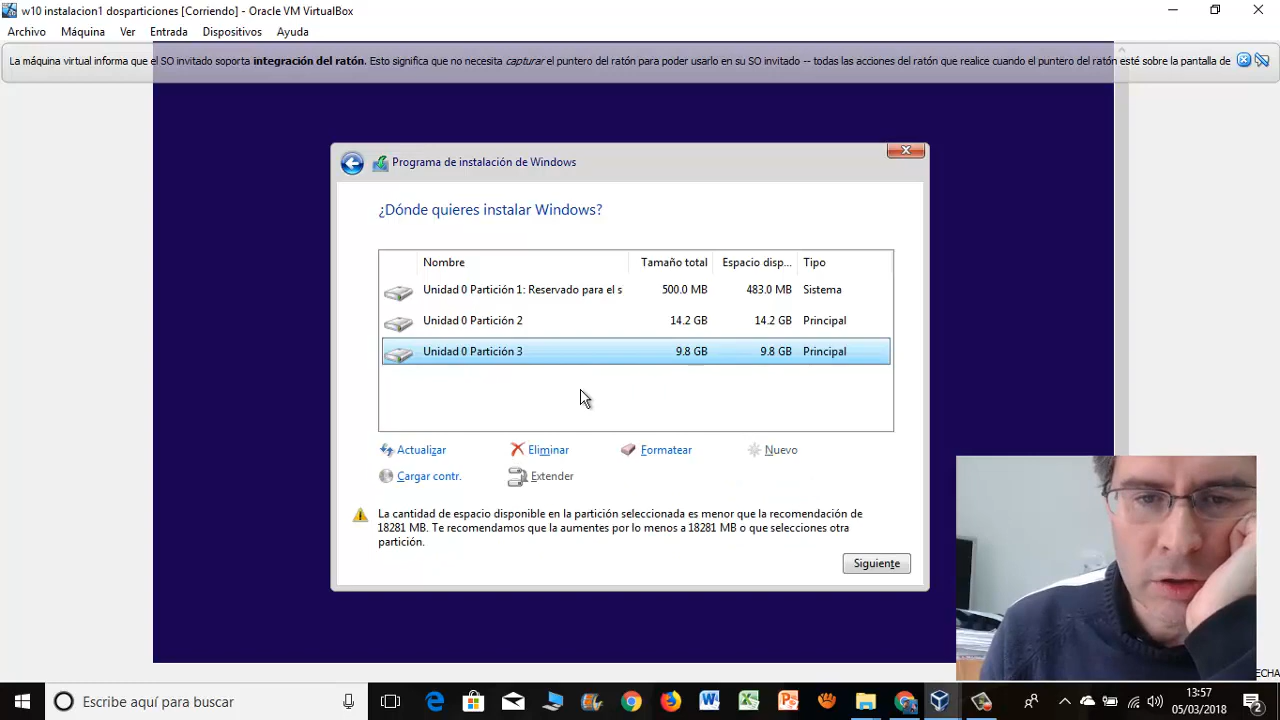 w10 instalacion1 dosparticiones [Corriendo] - Oracle VM VirtualBox
Archivo Máquina Ver Entrada Dispositivos Ayuda
La máquina virtual informa que el SO invitado soporta integración del ratón. Esto significa que no necesita capturar el puntero del ratón para poder usarlo en su SO invitado -- todas las acciones del ratón que realice cuando el puntero del ratón esté sobre la pantalla de
Programa de instalación de Windows
¿Dónde quieres instalar Windows?
Nombre Tamaño total Espacio disp... Tipo
Unidad 0 Partición 1: Reservado para el s 500.0 MB 483.0 MB Sistema
Unidad 0 Partición 2 14.2 GB 14.2 GB Principal
Unidad 0 Partición 3 9.8 GB 9.8 GB Principal
Actualizar Eliminar Formatear Nuevo
Cargar contr. Extender
La cantidad de espacio disponible en la partición seleccionada es menor que la recomendación de
18281 MB. Te recomendamos que la aumentes por lo menos a 18281 MB o que selecciones otra
partición.
Siguiente
ECHA
Escribe aquí para buscar
13:57
05/03/2018
2